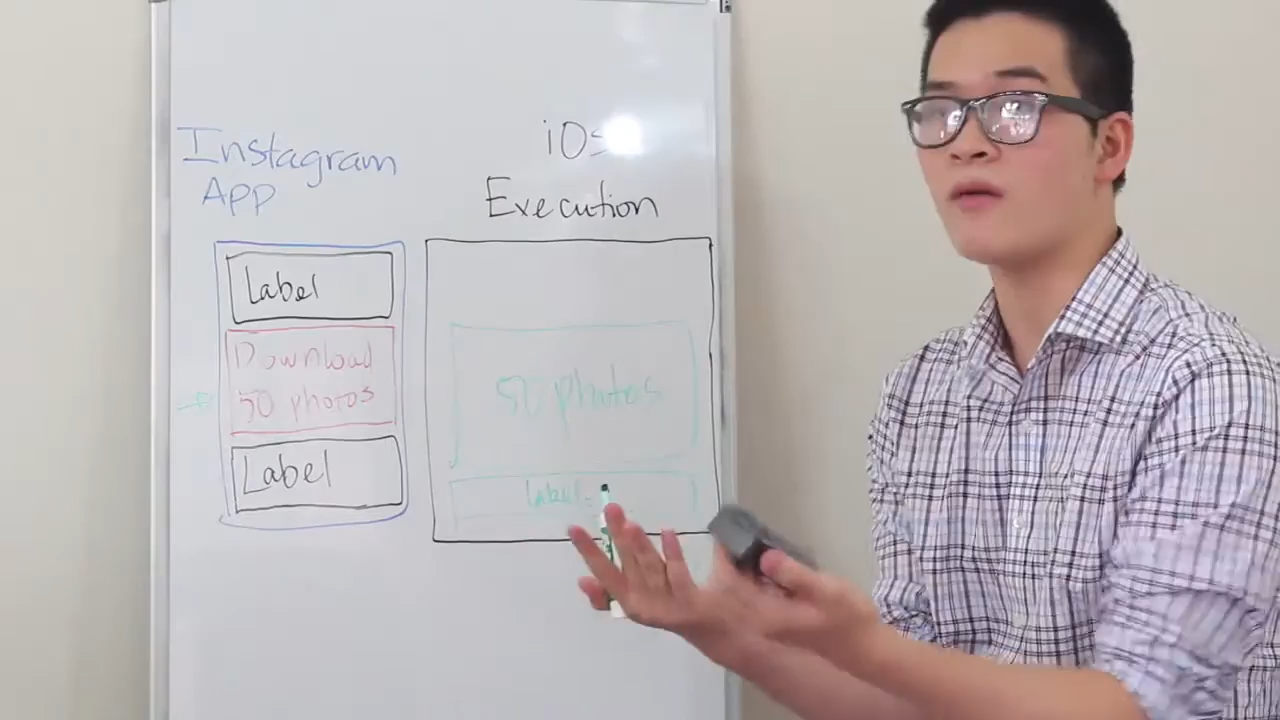 Instagram
App
Label
Download
50 photos
Label
iOS
Execution
50 photos
label